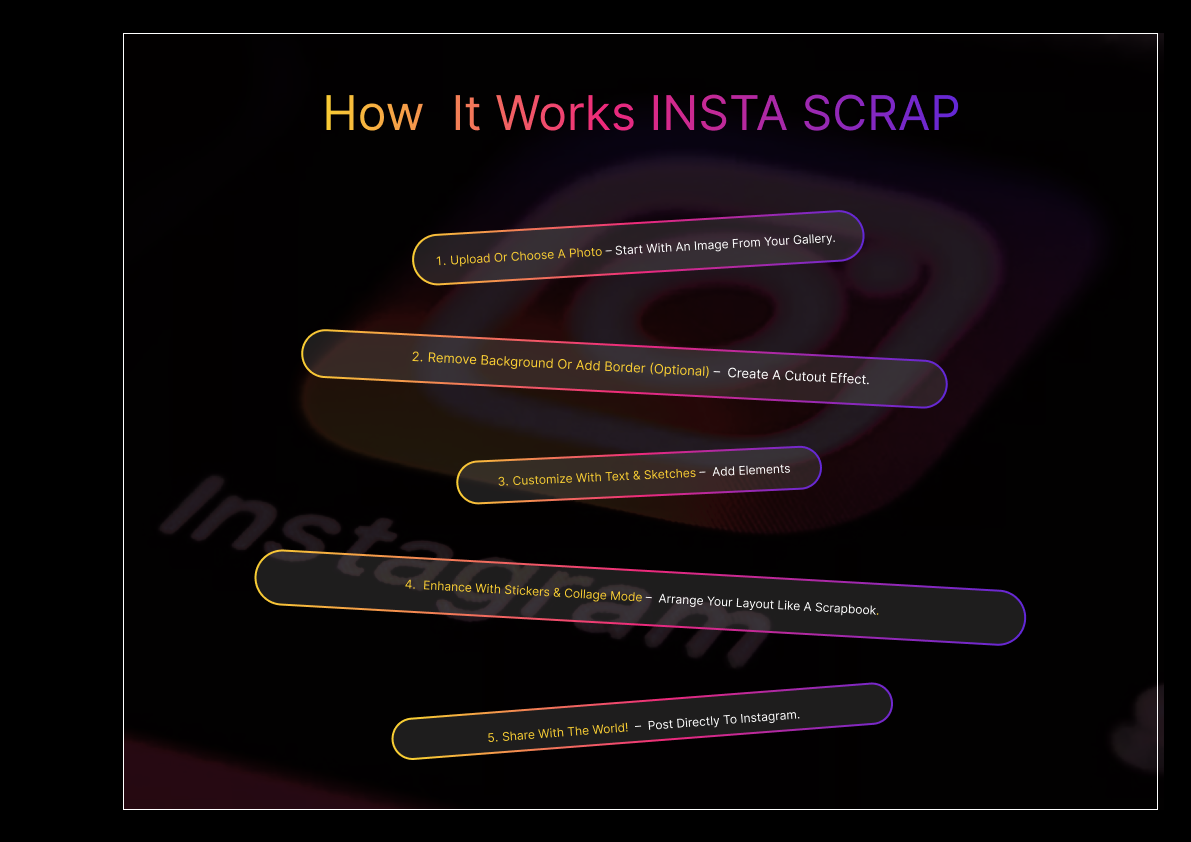 How It Works INSTA SCRAP
1. Upload Or Choose A Photo – Start With An Image From Your Gallery.
2. Remove Background Or Add Border (Optional) – Create A Cutout Effect.
3. Customize With Text & Sketches – Add Elements
Instagram
4. Enhance With Stickers & Collage Mode – Arrange Your Layout Like A Scrapbook.
5. Share With The World! – Post Directly To Instagram.